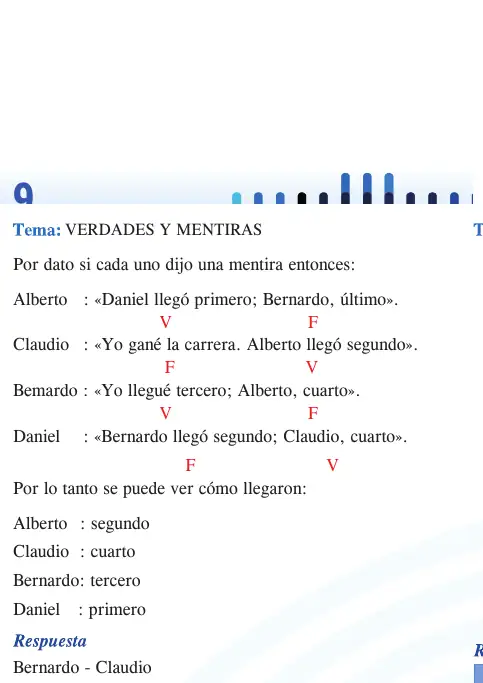 9
Tema: VERDADES Y MENTIRAS
Por dato si cada uno dijo una mentira entonces:
Alberto : «Daniel llegó primero; Bernardo, último».
V F
Claudio : «Yo gané la carrera. Alberto llegó segundo».
F V
Bemardo : «Yo llegué tercero; Alberto, cuarto».
V F
Daniel : «Bernardo llegó segundo; Claudio, cuarto».
F V
Por lo tanto se puede ver cómo llegaron:
Alberto : segundo
Claudio : cuarto
Bernardo: tercero
Daniel : primero
Respuesta
Bernardo - Claudio